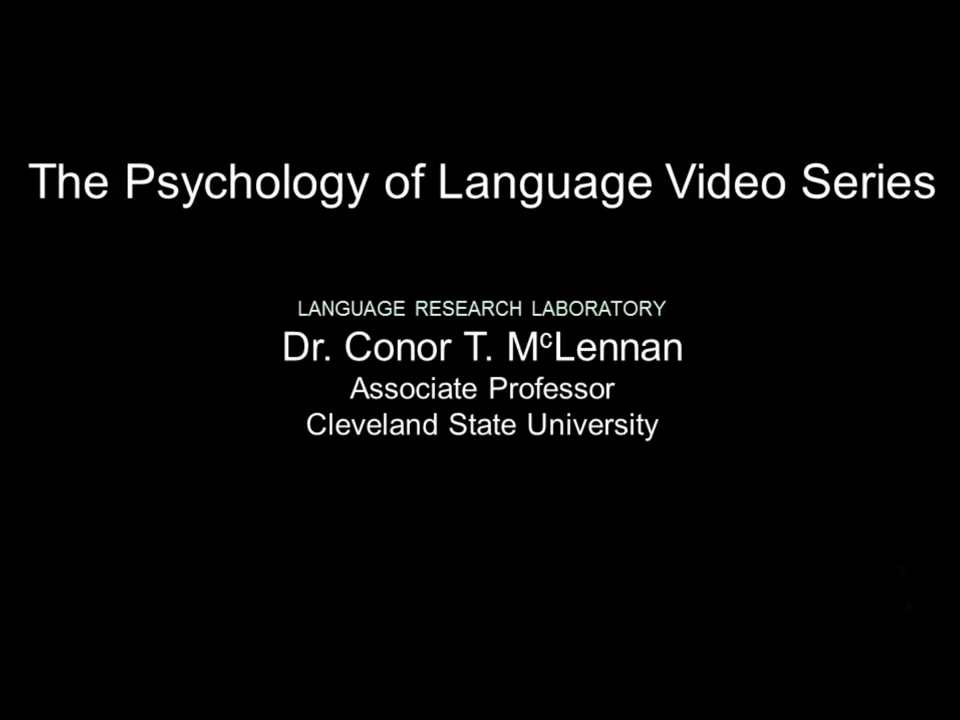 The Psychology of Language Video Series
LANGUAGE RESEARCH LABORATORY
Dr. Conor T. McLennan
Associate Professor
Cleveland State University